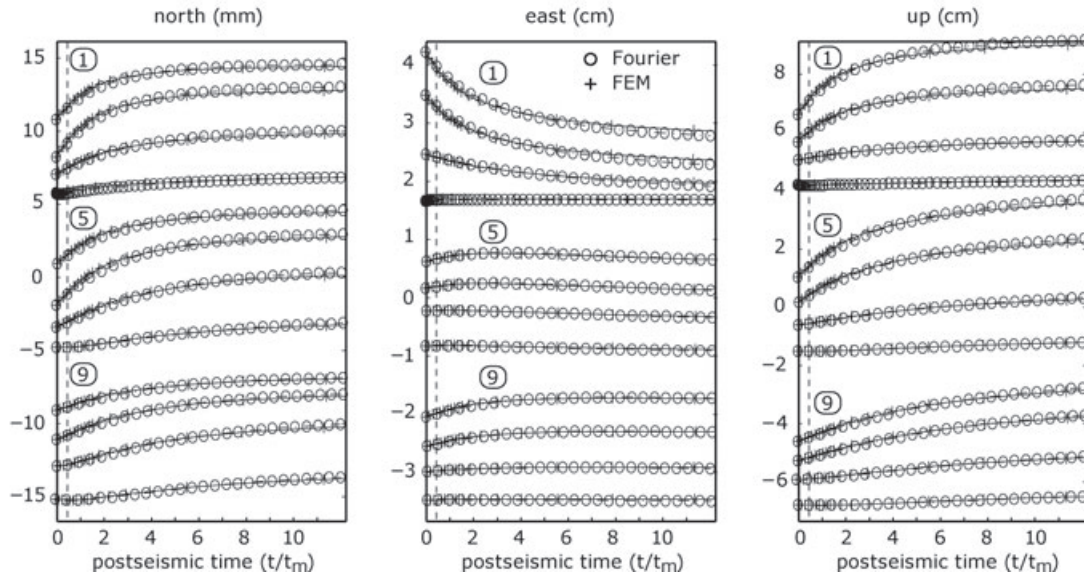 north (mm)
east (cm)
up (cm)
15
10
5
0
−5
−10
−15
1
5
9
0 2 4 6 8 10
postseismic time (t/tm)
4
3
2
1
0
−1
−2
−3
1
Fourier
FEM
5
9
0 2 4 6 8 10
postseismic time (t/tm)
8
6
4
2
0
−2
−4
−6
1
5
9
0 2 4 6 8 10
postseismic time (t/tm)